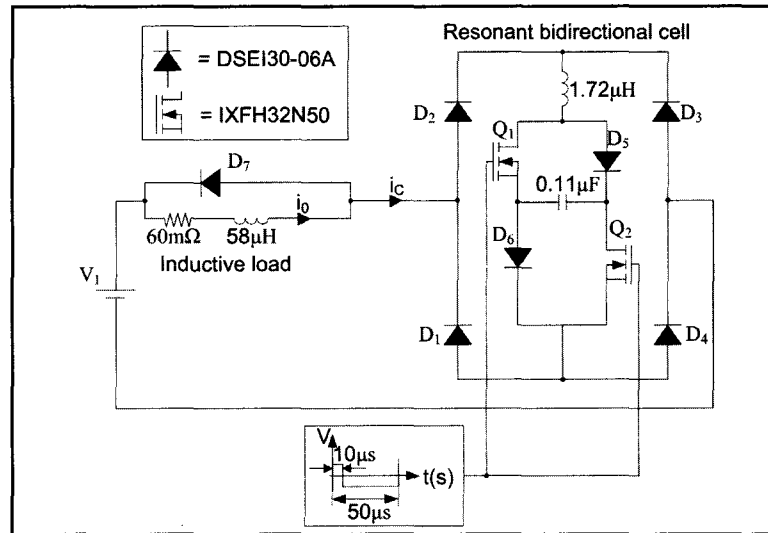 Resonant bidirectional cell
= DSEI30-06A
= IXFH32N50
1.72μH
D2
D3
Q1
D5
D7
0.11μF
iC
i0
60mΩ
58μH
Inductive load
D6
Q2
V1
D1
D4
V
10μs
t(s)
50μs